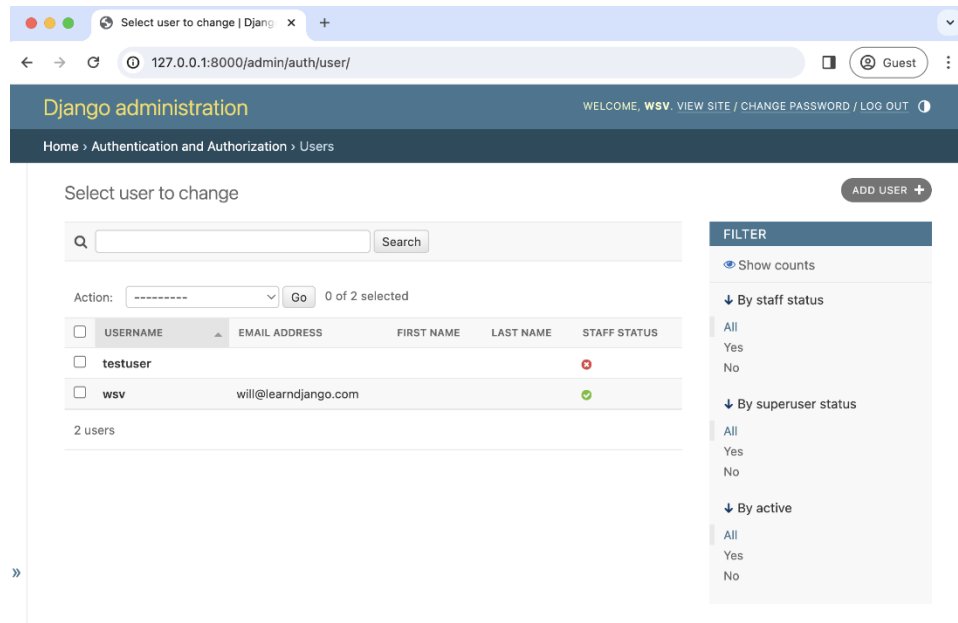 Select user to change | Djang
127.0.0.1:8000/admin/auth/user/
Guest
Django administration
WELCOME, WSV. VIEW SITE / CHANGE PASSWORD / LOG OUT
Home › Authentication and Authorization › Users
Select user to change
ADD USER +
Search
Action: --------- Go 0 of 2 selected
USERNAME EMAIL ADDRESS FIRST NAME LAST NAME STAFF STATUS
testuser
wsv will@learndjango.com
2 users
FILTER
Show counts
↓ By staff status
All
Yes
No
↓ By superuser status
All
Yes
No
↓ By active
All
Yes
No
»